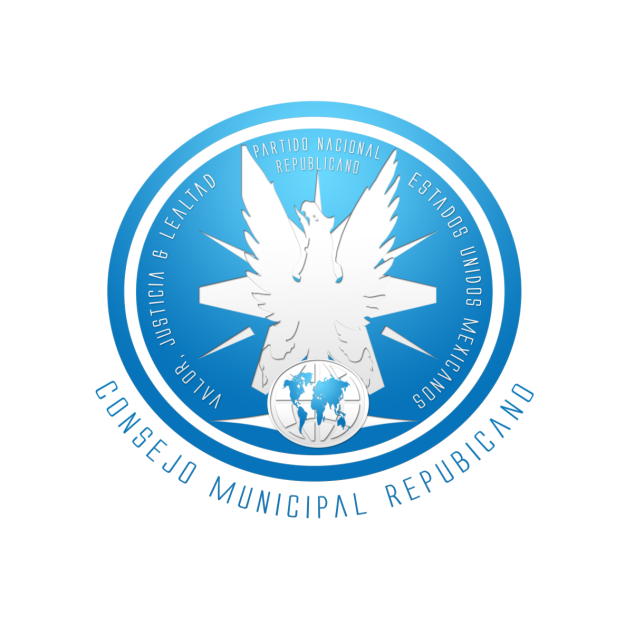 PARTIDO NACIONAL
REPUBLICANO
VALOR, JUSTICIA & LEALTAD
ESTADOS UNIDOS MEXICANOS
CONSEJO MUNICIPAL REPUBICANO